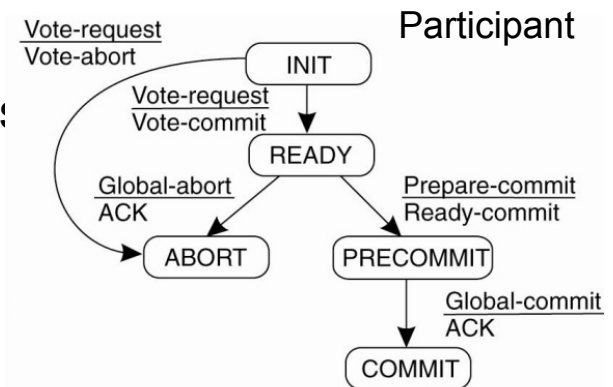 Participant
Vote-request
Vote-abort
INIT
Vote-request
Vote-commit
READY
Global-abort
ACK
Prepare-commit
Ready-commit
ABORT
PRECOMMIT
Global-commit
ACK
COMMIT